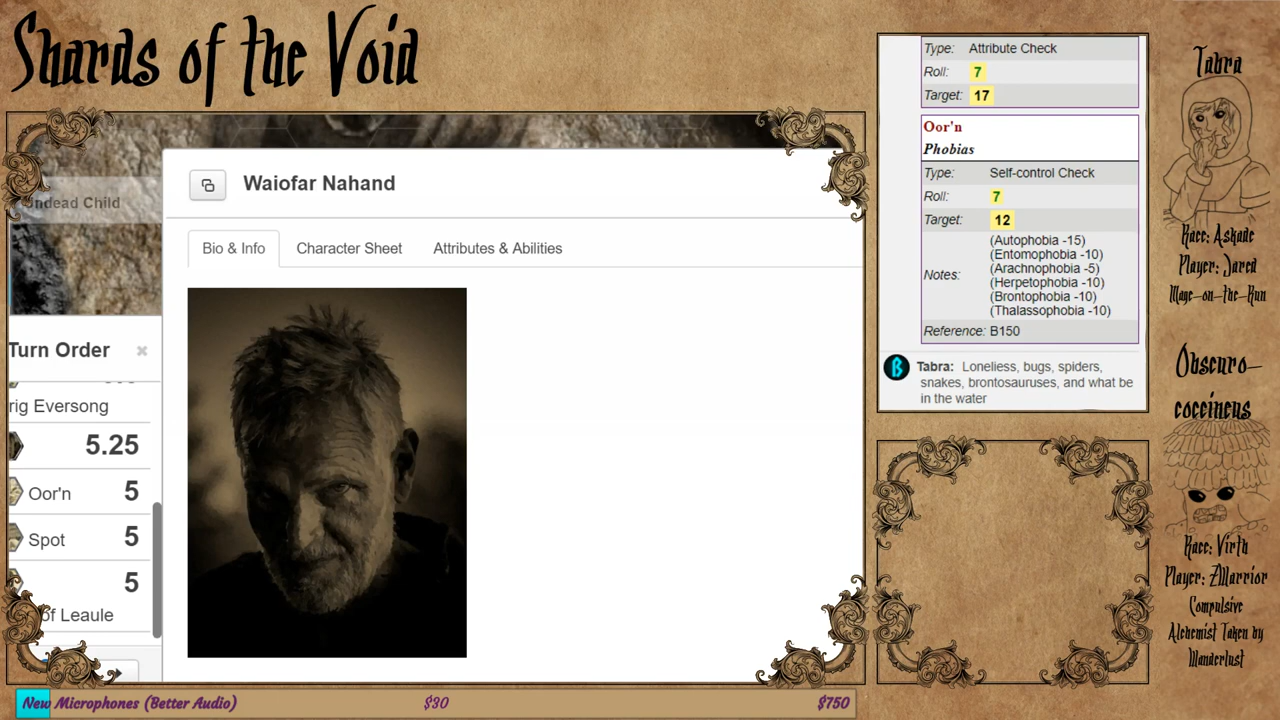 Shards of the Void
Undead Child
Turn Order
×
rig Eversong
5.25
Oor'n 5
Spot 5
5
of Leaule
Waiofar Nahand
Bio & Info
Character Sheet
Attributes & Abilities
Type: Attribute Check
Roll: 7
Target: 17
Oor'n
Phobias
Type: Self-control Check
Roll: 7
Target: 12
Notes:
(Autophobia -15)
(Entomophobia -10)
(Arachnophobia -5)
(Herpetophobia -10)
(Brontophobia -10)
(Thalassophobia -10)
Reference: B150
Tabra: Loneliess, bugs, spiders,
snakes, brontosauruses, and what be
in the water
Tabra
Race: Askade
Player: Jared
Mage-on-the-Run
Obscuro-
coccineus
Race: Virth
Player: ZWarrior
Compulsive
Alchemist Taken by
Wanderlust
New Microphones (Better Audio) $30 $750